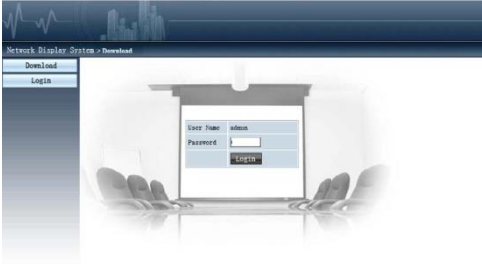 Network Display System > Download
Download
Login
User Name admin
Password
Login